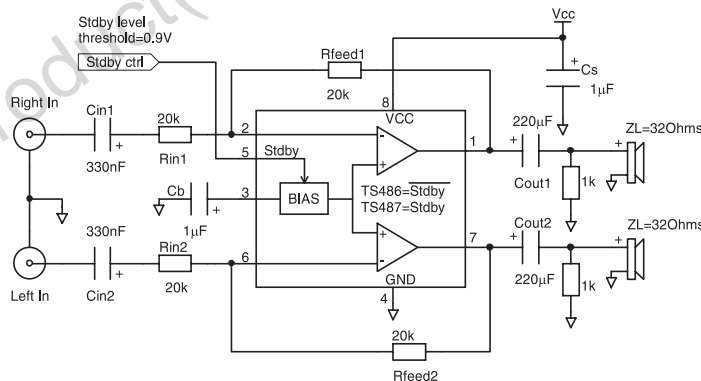 Stdby level
threshold=0.9V
Stdby ctrl
Vcc
Rfeed1
20k
Cs
1µF
+
Right In
Cin1
+
330nF
20k
Rin1
2
5
Stdby
8
VCC
1
220µF
+
Cout1
ZL=32Ohms
1k
-
+
Cb
+
1µF
3
BIAS
TS486=Stdby
TS487=Stdby
+
-
330nF
+
Cin2
Left In
Rin2
20k
6
7
GND
4
Cout2
+
220µF
ZL=32Ohms
1k
20k
Rfeed2